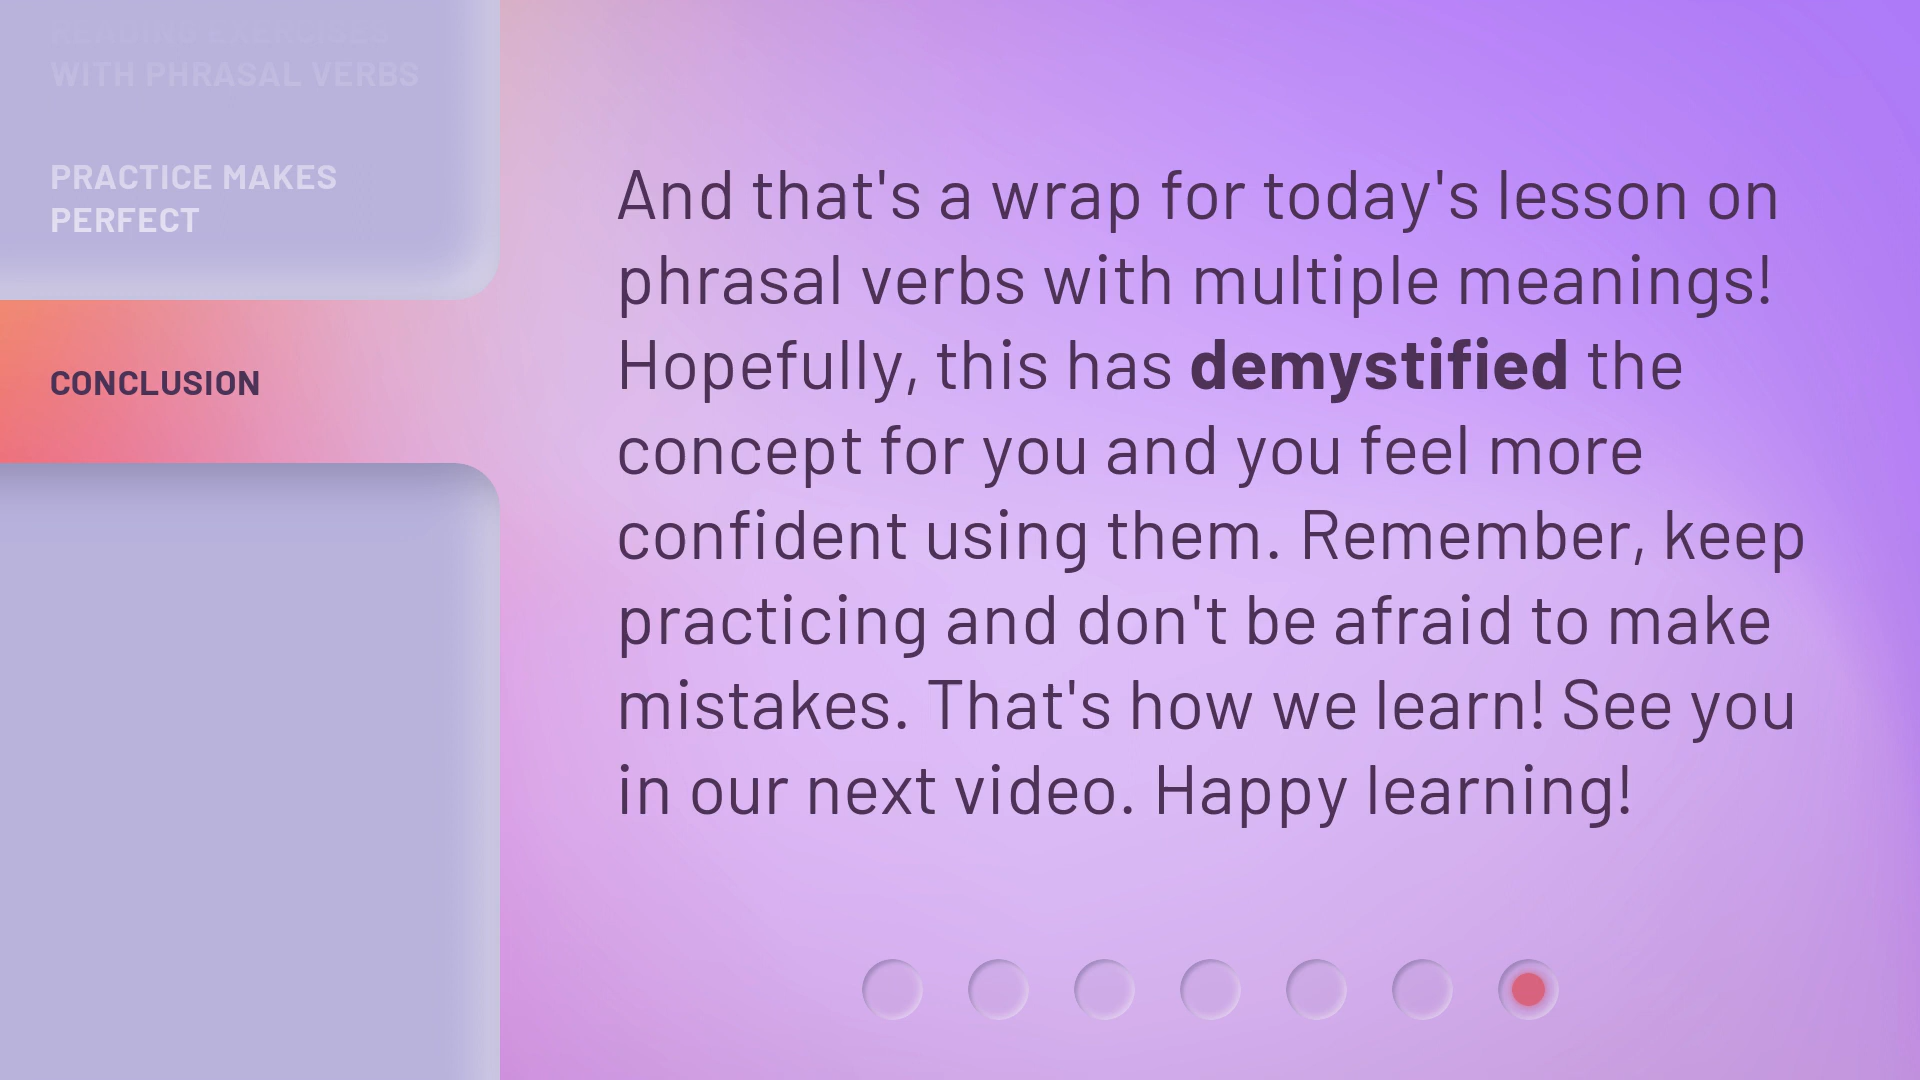 READING EXERCISES
WITH PHRASAL VERBS
PRACTICE MAKES
PERFECT
CONCLUSION
And that's a wrap for today's lesson on
phrasal verbs with multiple meanings!
Hopefully, this has demystified the
concept for you and you feel more
confident using them. Remember, keep
practicing and don't be afraid to make
mistakes. That's how we learn! See you
in our next video. Happy learning!